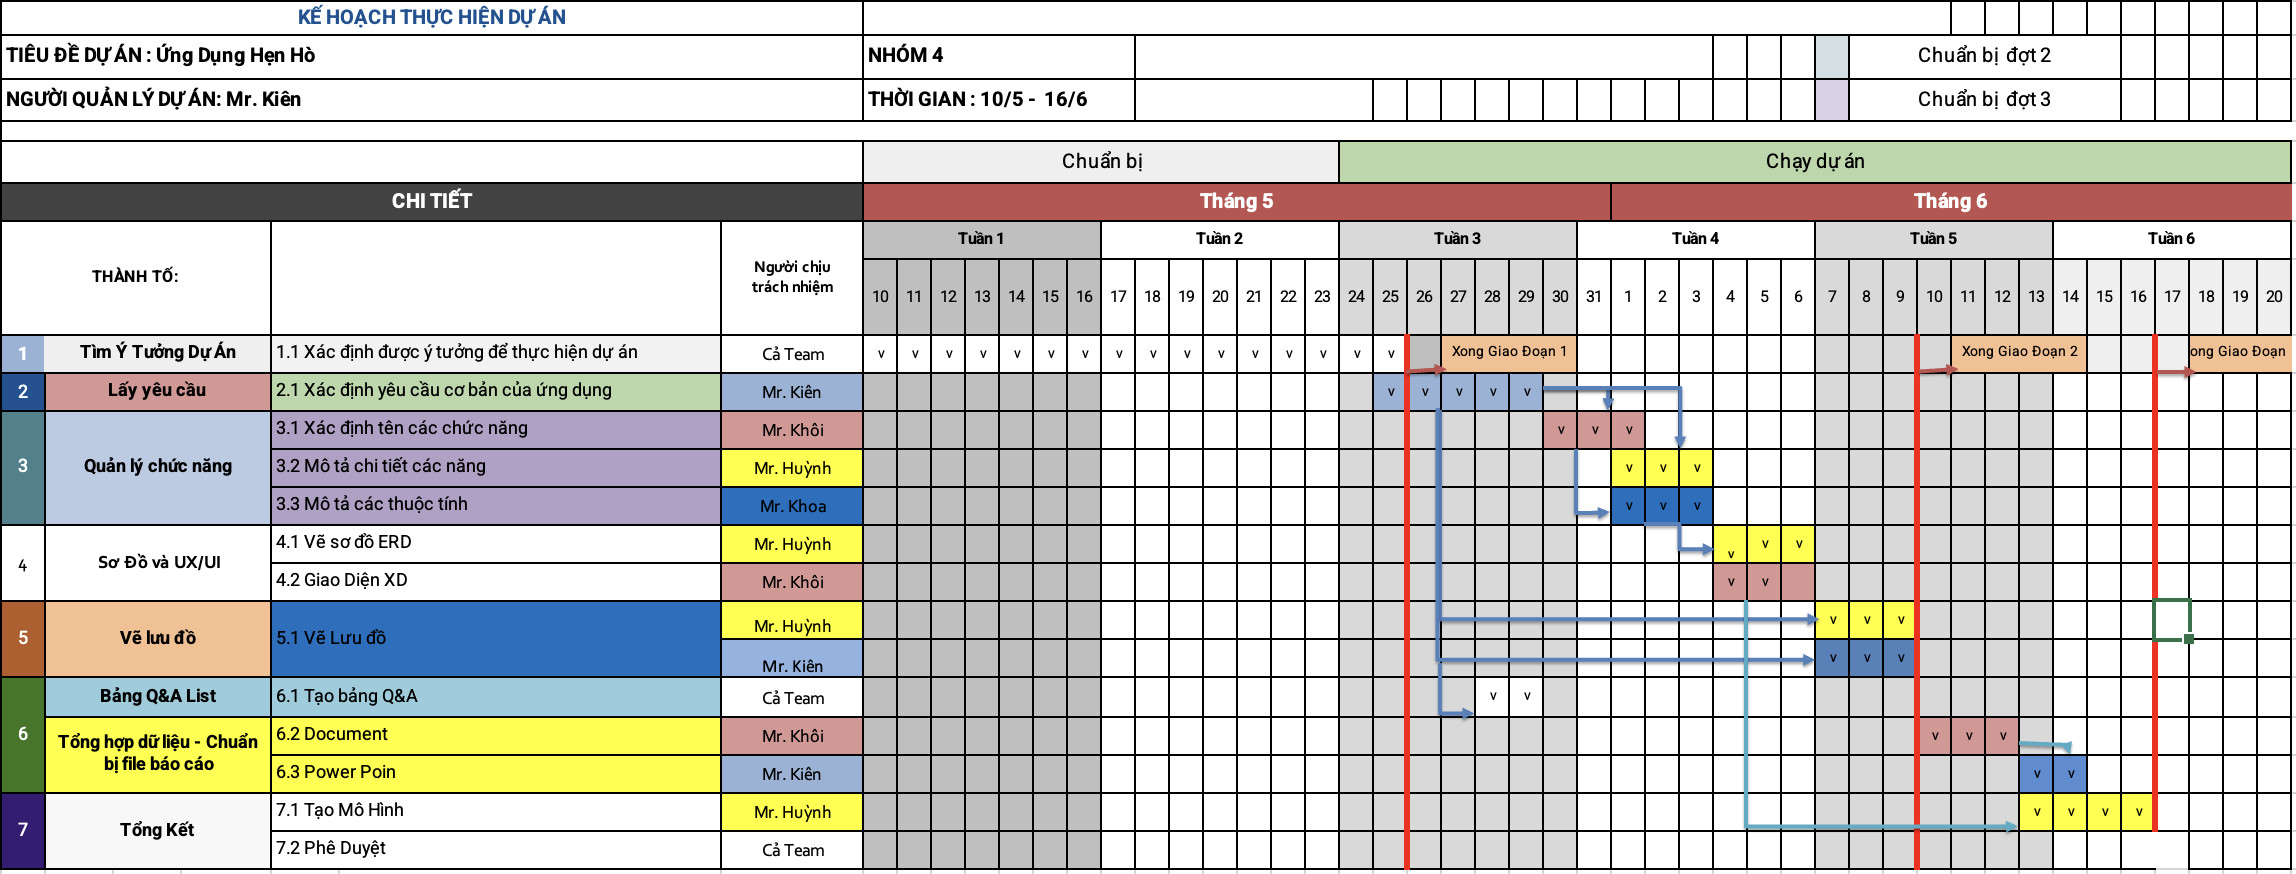 KẾ HOẠCH THỰC HIỆN DỰ ÁN
TIÊU ĐỀ DỰ ÁN : Ứng Dụng Hẹn Hò
NHÓM 4
Chuẩn bị đợt 2
NGƯỜI QUẢN LÝ DỰ ÁN: Mr. Kiên
THỜI GIAN : 10/5 - 16/6
Chuẩn bị đợt 3
Chuẩn bị
Chạy dự án
CHI TIẾT
Tháng 5
Tháng 6
THÀNH TỐ:
Người chịu
trách nhiệm
Tuần 1
Tuần 2
Tuần 3
Tuần 4
Tuần 5
Tuần 6
10 11 12 13 14 15 16 17 18 19 20 21 22 23 24 25 26 27 28 29 30 31 1 2 3 4 5 6 7 8 9 10 11 12 13 14 15 16 17 18 19 20
1 Tìm Ý Tưởng Dự Án 1.1 Xác định được ý tưởng để thực hiện dự án Cả Team v v v v v v v v v v v v v v v v Xong Giao Đoạn 1 Xong Giao Đoạn 2 ong Giao Đoạn
2 Lấy yêu cầu 2.1 Xác định yêu cầu cơ bản của ứng dụng Mr. Kiên v v v v v
3 Quản lý chức năng
3.1 Xác định tên các chức năng Mr. Khôi v v v
3.2 Mô tả chi tiết các năng Mr. Huỳnh v v v
3.3 Mô tả các thuộc tính Mr. Khoa v v v
4 Sơ Đồ và UX/UI
4.1 Vẽ sơ đồ ERD Mr. Huỳnh v v v
4.2 Giao Diện XD Mr. Khôi v v
5 Vẽ lưu đồ 5.1 Vẽ Lưu đồ
Mr. Huỳnh v v v
Mr. Kiên v v v
6 Bảng Q&A List 6.1 Tạo bảng Q&A Cả Team v v
Tổng hợp dữ liệu - Chuẩn
bị file báo cáo
6.2 Document Mr. Khôi v v v
6.3 Power Poin Mr. Kiên v v
7 Tổng Kết
7.1 Tạo Mô Hình Mr. Huỳnh v v v v
7.2 Phê Duyệt Cả Team